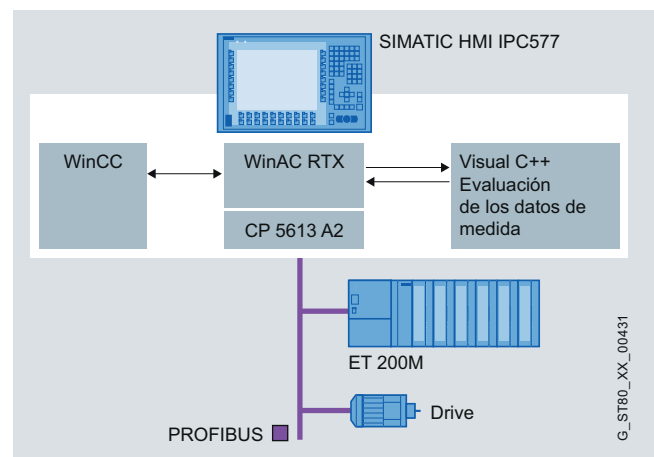 SIMATIC HMI IPC577
WinCC
WinAC RTX
CP 5613 A2
Visual C++
Evaluación
de los datos de
medida
ET 200M
Drive
PROFIBUS
G_ST80_XX_00431